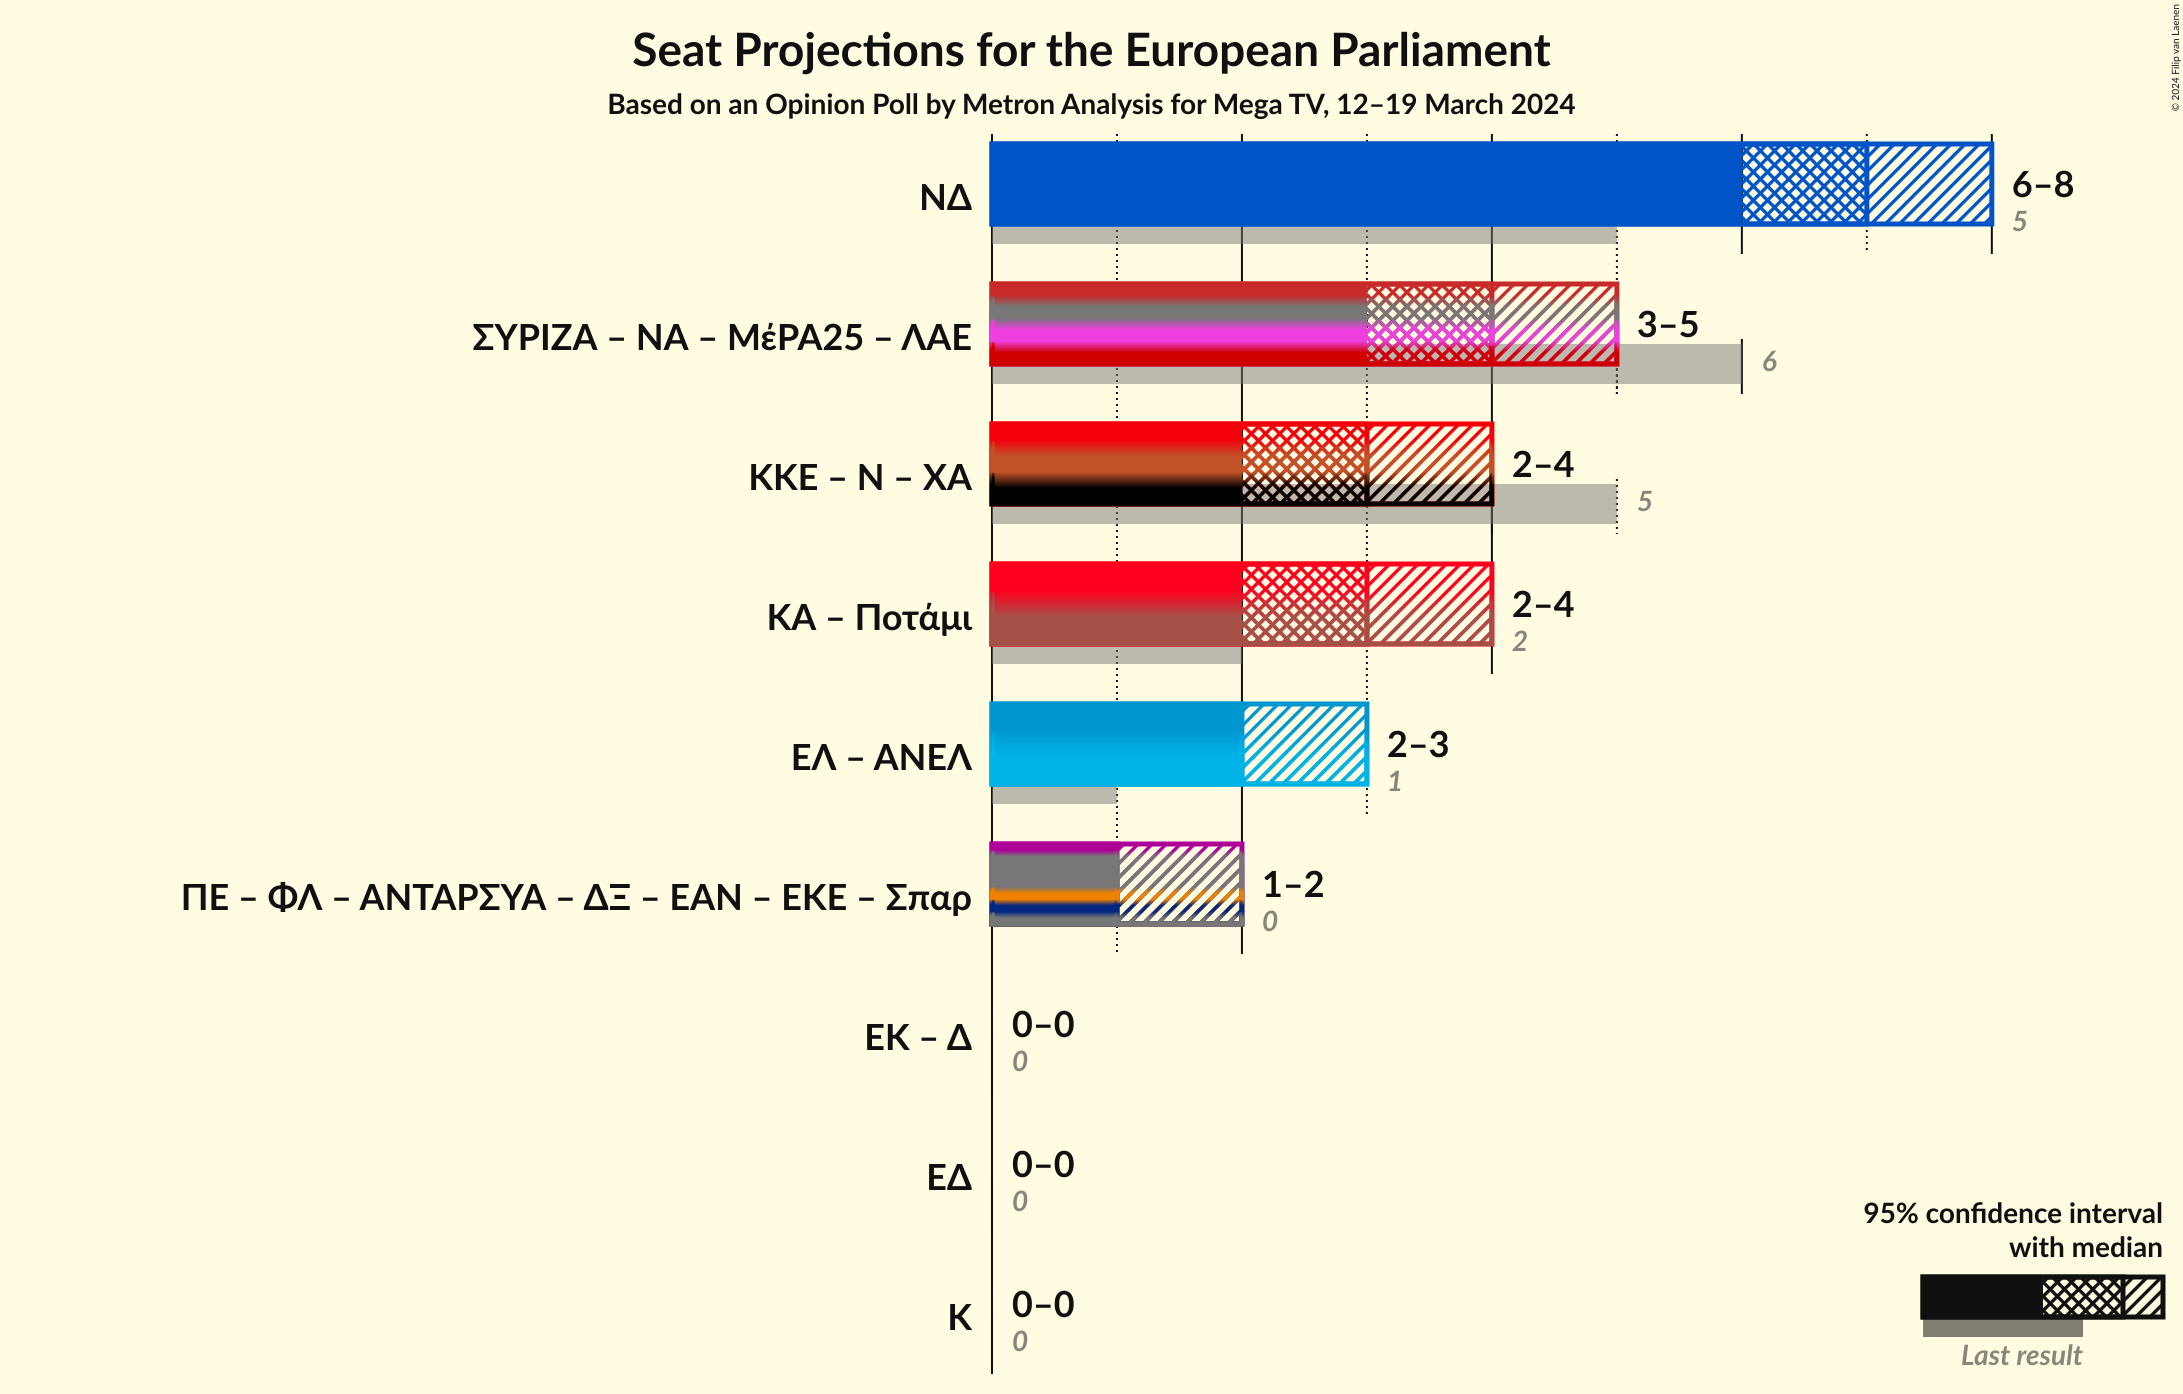 Seat Projections for the European Parliament
Based on an Opinion Poll by Metron Analysis for Mega TV, 12–19 March 2024
© 2024 Filip van Laenen
ΝΔ
6–8
5
ΣΥΡΙΖΑ – ΝΑ – ΜέΡΑ25 – ΛΑΕ
3–5
6
ΚΚΕ – Ν – ΧΑ
2–4
5
ΚΑ – Ποτάμι
2–4
2
ΕΛ – ΑΝΕΛ
2–3
1
ΠΕ – ΦΛ – ΑΝΤΑΡΣΥΑ – ΔΞ – ΕΑΝ – ΕΚΕ – Σπαρ
1–2
0
ΕΚ – Δ
0–0
0
ΕΔ
0–0
0
Κ
0–0
0
95% confidence interval
with median
Last result